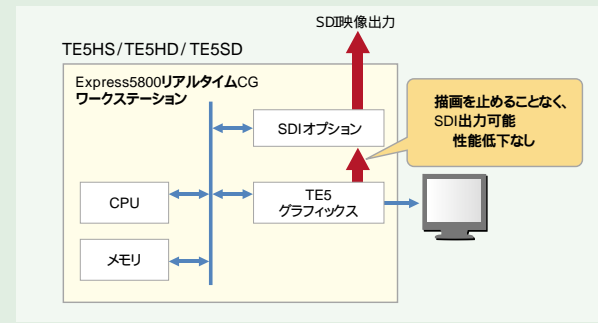 SDI映像出力
TE5HS/TE5HD/TE5SD
Express5800リアルタイムCG
ワークステーション
描画を止めることなく、
SDI出力可能
性能低下なし
SDIオプション
CPU
TE5
グラフィックス
メモリ